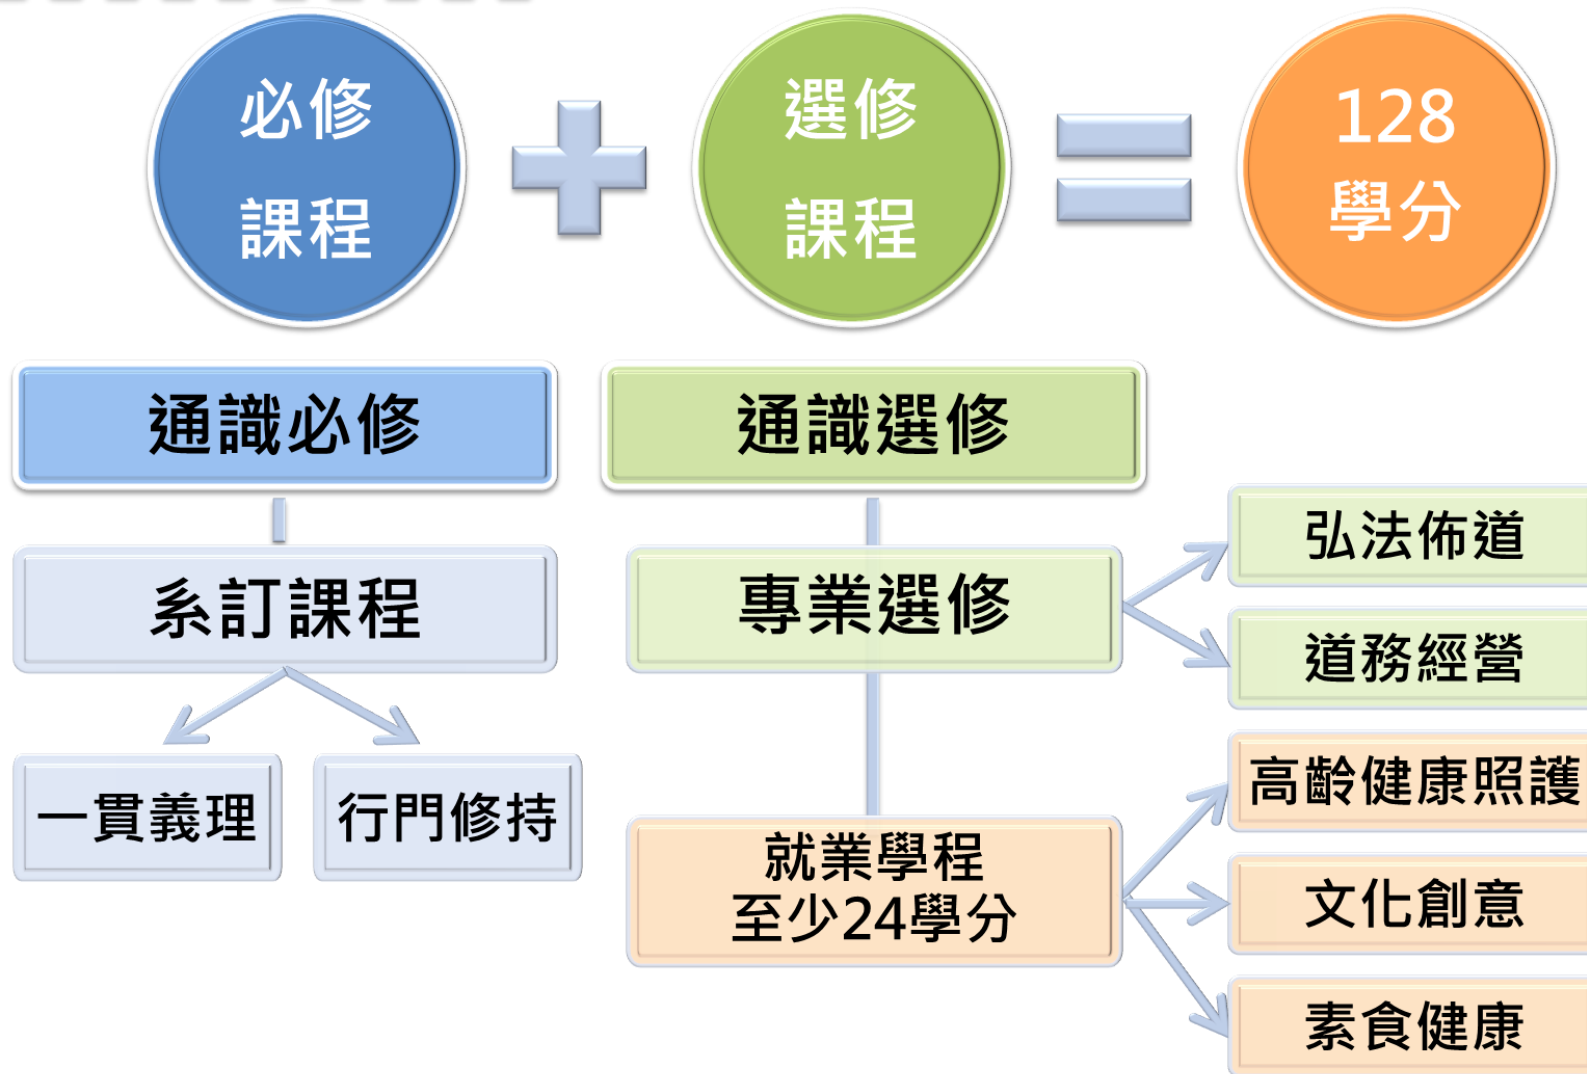 必修
課程
選修
課程
128
學分
通識必修
系訂課程
一貫義理
行門修持
通識選修
專業選修
弘法佈道
道務經營
就業學程
至少24學分
高齡健康照護
文化創意
素食健康